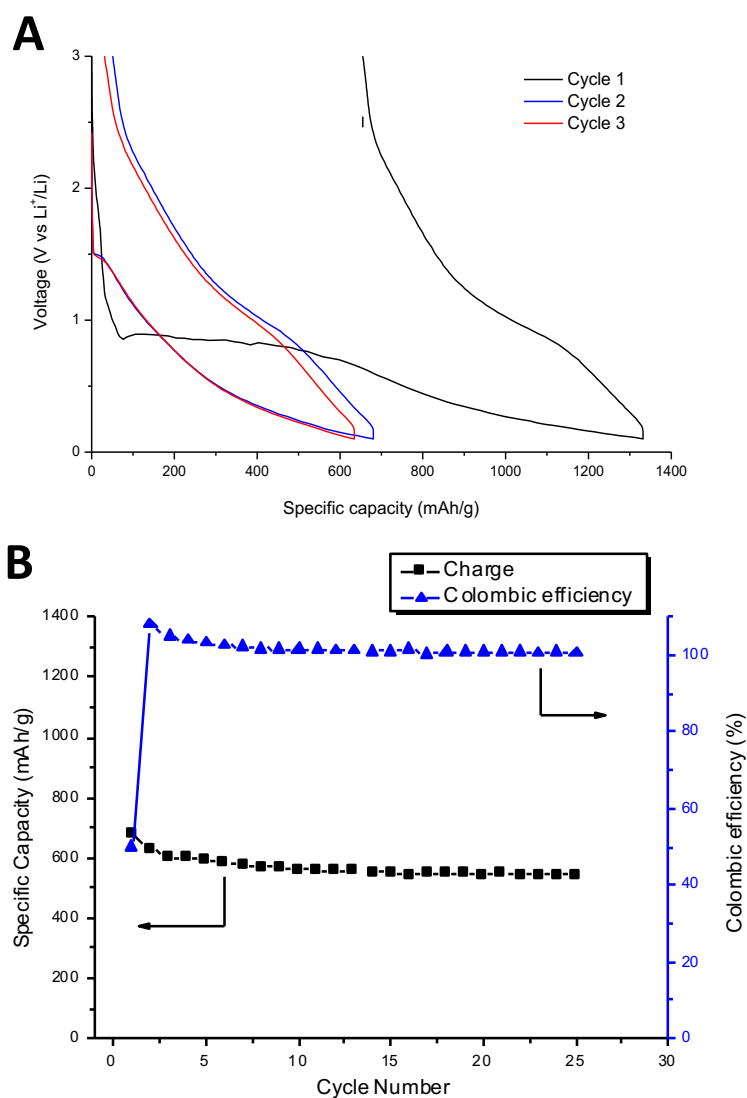 A
3
2
1
0
Voltage (V vs Li⁺/Li)
Cycle 1
Cycle 2
Cycle 3
0 200 400 600 800 1000 1200 1400
Specific capacity (mAh/g)
B
Charge
Colombic efficiency
1400
1200
1000
800
600
400
200
0
Specific Capacity (mAh/g)
100
80
60
40
20
0
Colombic efficiency (%)
0 5 10 15 20 25 30
Cycle Number